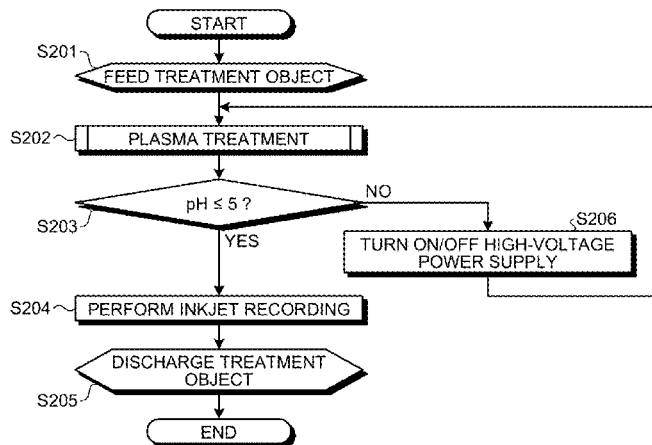 START
S201
FEED TREATMENT OBJECT
S202
PLASMA TREATMENT
S203
pH ≤ 5 ?
NO
YES
S206
TURN ON/OFF HIGH-VOLTAGE
POWER SUPPLY
S204
PERFORM INKJET RECORDING
DISCHARGE TREATMENT
OBJECT
S205
END